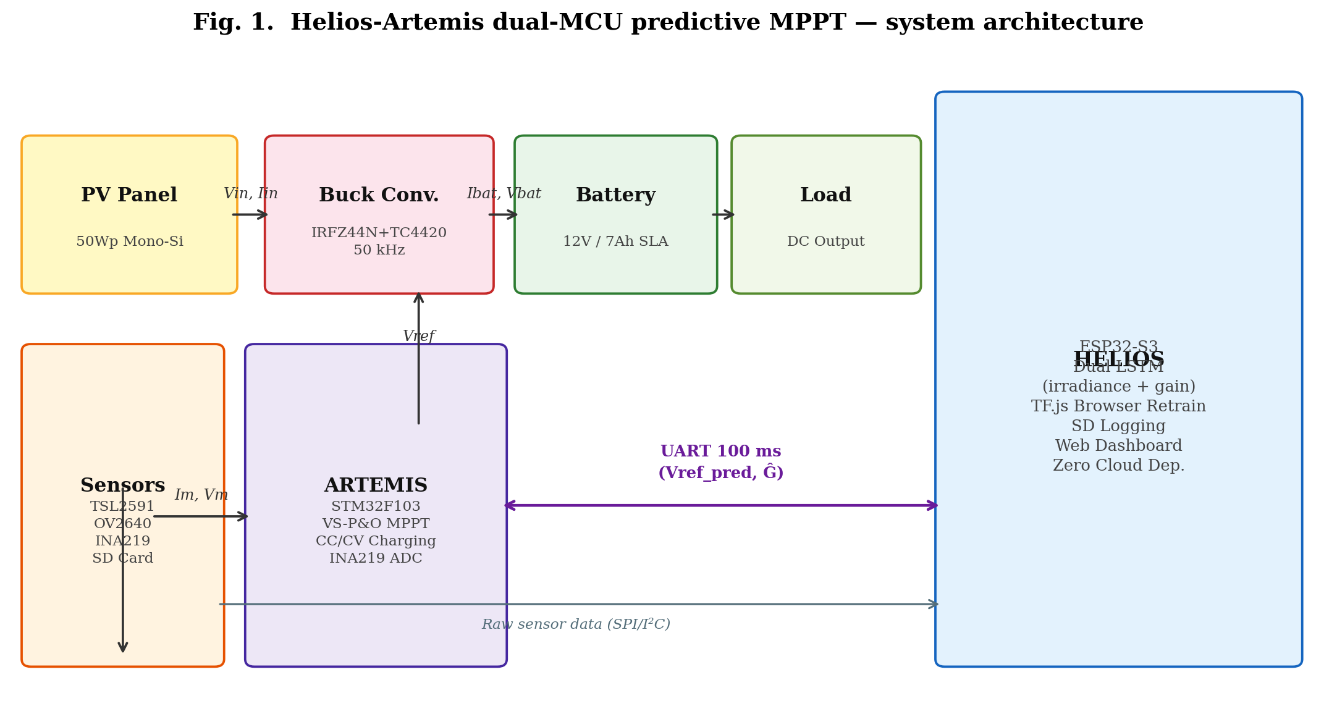 Fig. 1.  Helios-Artemis dual-MCU predictive MPPT — system architecture
PV Panel
50Wp Mono-Si
Vin, Iin
Buck Conv.
IRFZ44N+TC4420
50 kHz
Ibat, Vbat
Battery
12V / 7Ah SLA
Load
DC Output
Vref
Sensors
TSL2591
OV2640
INA219
SD Card
Im, Vm
ARTEMIS
STM32F103
VS-P&O MPPT
CC/CV Charging
INA219 ADC
UART 100 ms
(Vref_pred, Ĝ)
Raw sensor data (SPI/I²C)
ESP32-S3
HELIOS
Dual LSTM
(irradiance + gain)
TF.js Browser Retrain
SD Logging
Web Dashboard
Zero Cloud Dep.